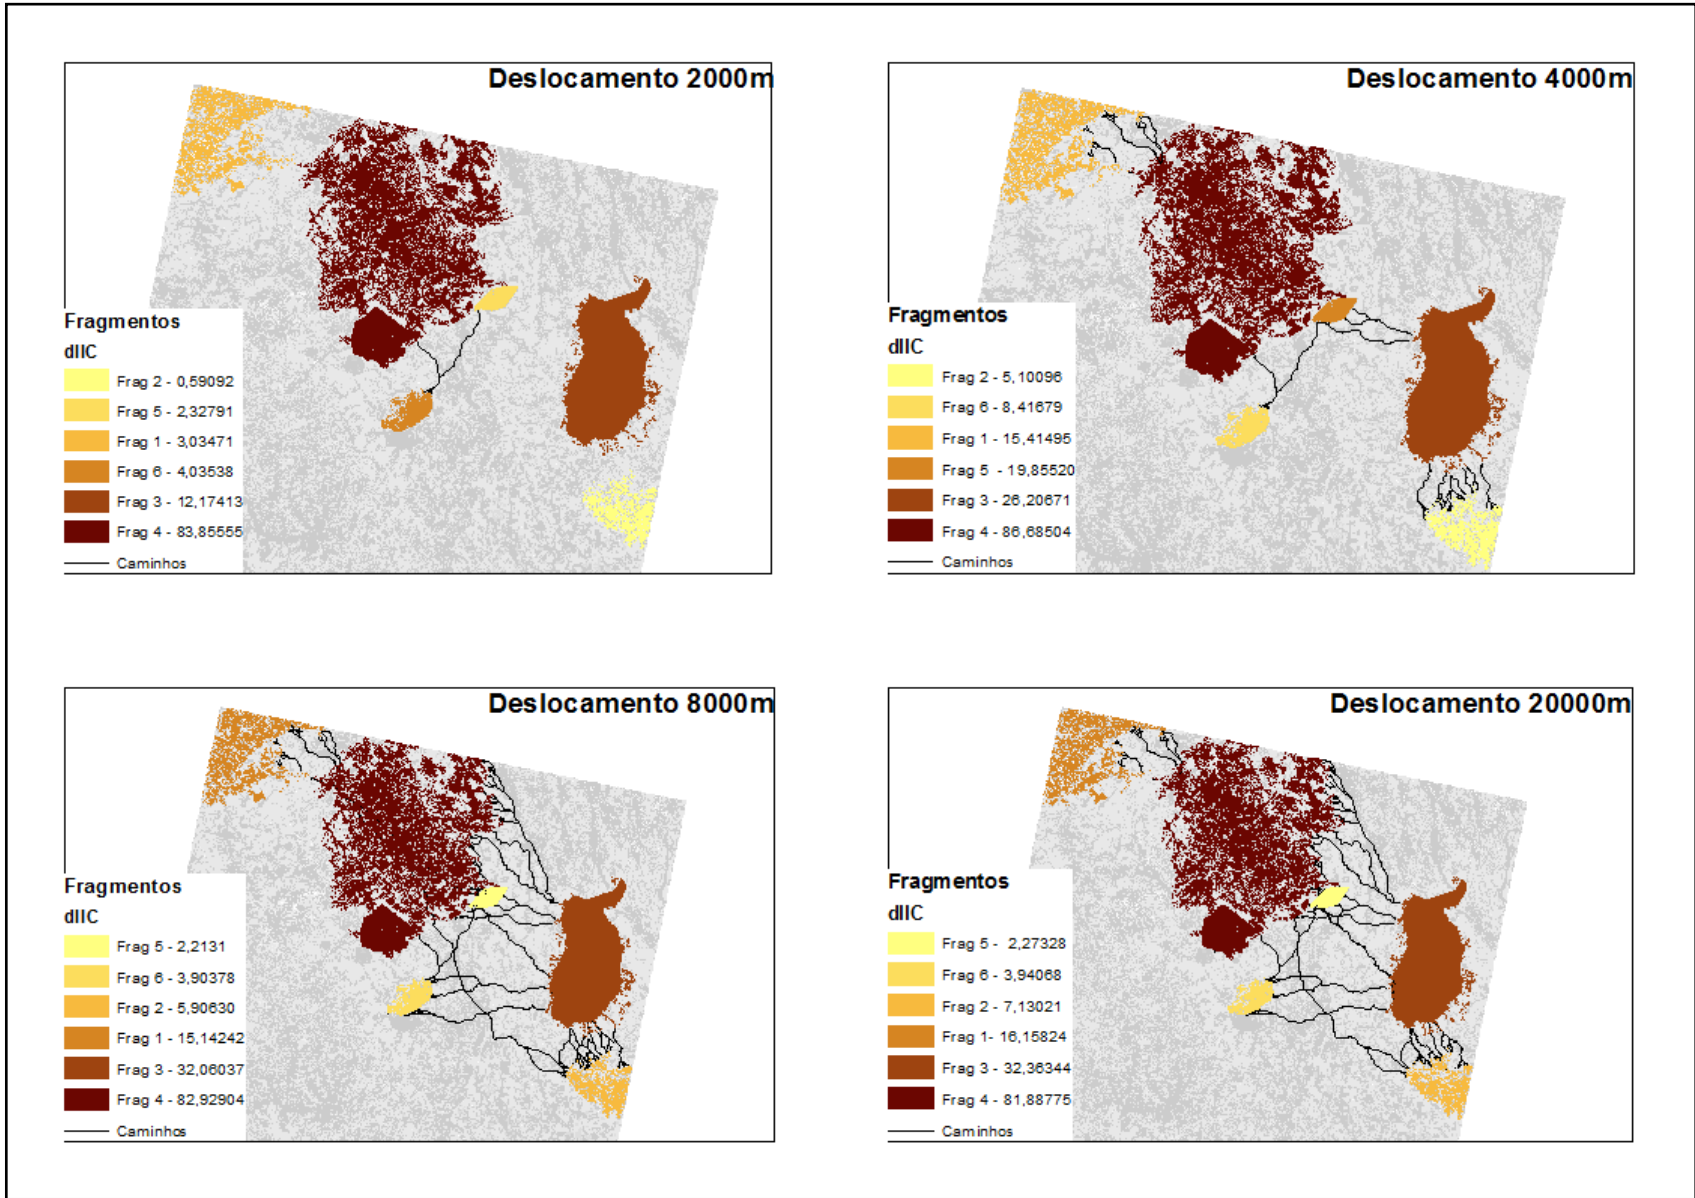 Deslocamento 2000m
Fragmentos
dIIC
Frag 2 - 0,59092
Frag 5 - 2,32791
Frag 1 - 3,03471
Frag 6 - 4,03538
Frag 3 - 12,17413
Frag 4 - 83,85555
Caminhos
Deslocamento 4000m
Fragmentos
dIIC
Frag 2 - 5,10096
Frag 6 - 8,41679
Frag 1 - 15,41495
Frag 5 - 19,85520
Frag 3 - 26,20671
Frag 4 - 86,68504
Caminhos
Deslocamento 8000m
Fragmentos
dIIC
Frag 5 - 2,2131
Frag 6 - 3,90378
Frag 2 - 5,90630
Frag 1 - 15,14242
Frag 3 - 32,06037
Frag 4 - 82,92904
Caminhos
Deslocamento 20000m
Fragmentos
dIIC
Frag 5 - 2,27328
Frag 6 - 3,94068
Frag 2 - 7,13021
Frag 1- 16,15824
Frag 3 - 32,36344
Frag 4 - 81,88775
Caminhos